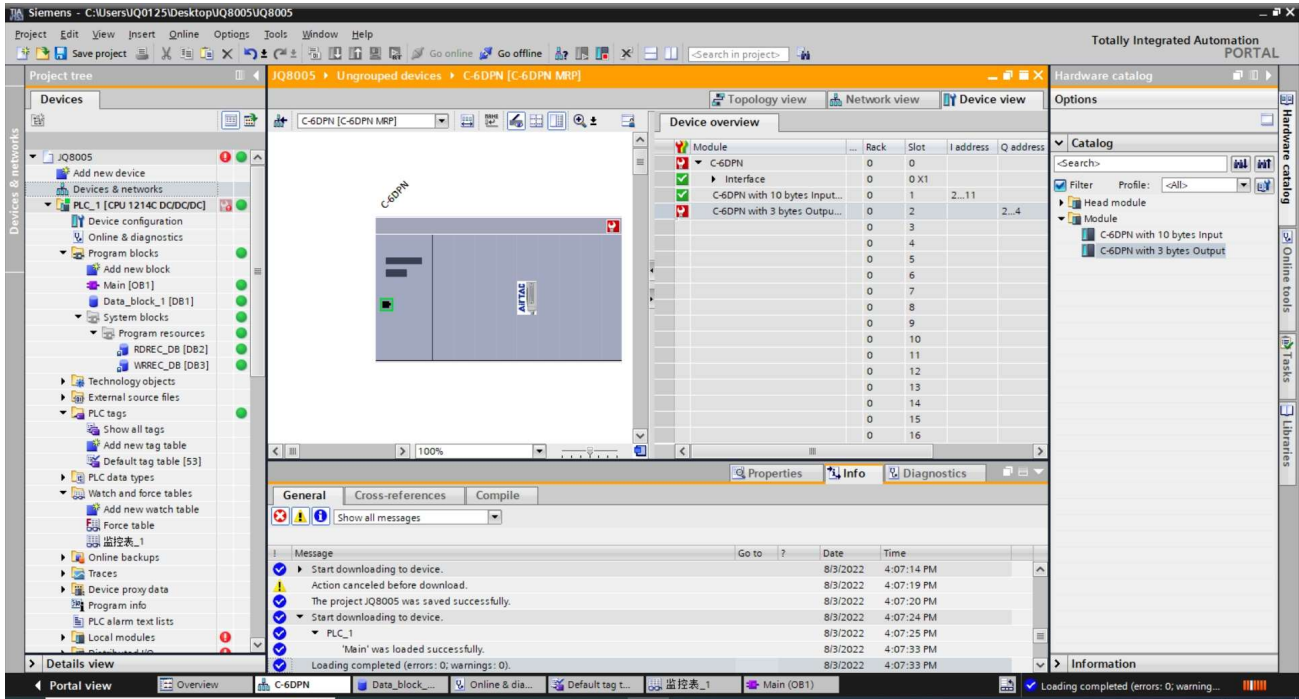 Siemens - C:\Users\JQ0125\Desktop\JQ8005\JQ8005
Project Edit View Insert Online Options Tools Window Help
Totally Integrated Automation
PORTAL
Save project Go online Go offline <Search in project>
Project tree
JQ8005 Ungrouped devices C-6DPN [C-6DPN MRP]
Hardware catalog
Devices
Topology view Network view Device view
Options
C-6DPN [C-6DPN MRP]
Device overview
Devices & networks
JQ8005
Add new device
Devices & networks
PLC_1 [CPU 1214C DC/DC/DC]
Device configuration
Online & diagnostics
Program blocks
Add new block
Main [OB1]
Data_block_1 [DB1]
System blocks
Program resources
RDREC_DB [DB2]
WRREC_DB [DB3]
Technology objects
External source files
PLC tags
Show all tags
Add new tag table
Default tag table [53]
PLC data types
Watch and force tables
Add new watch table
Force table
监控表_1
Online backups
Traces
Device proxy data
Program info
PLC alarm text lists
Local modules
Details view
C-6DPN
AirTAC
100%
Module ... Rack Slot I address Q address
C-6DPN 0 0
Interface 0 0 X1
C-6DPN with 10 bytes Input... 0 1 2...11
C-6DPN with 3 bytes Outpu... 0 2 2...4
0 3
0 4
0 5
0 6
0 7
0 8
0 9
0 10
0 11
0 12
0 13
0 14
0 15
0 16
Catalog
<Search>
Filter Profile: <All>
Head module
Module
C-6DPN with 10 bytes Input
C-6DPN with 3 bytes Output
Information
Hardware catalog
Online tools
Tasks
Libraries
Properties Info Diagnostics
General Cross-references Compile
Show all messages
! Message Go to ? Date Time
Start downloading to device. 8/3/2022 4:07:14 PM
Action canceled before download. 8/3/2022 4:07:19 PM
The project JQ8005 was saved successfully. 8/3/2022 4:07:20 PM
Start downloading to device. 8/3/2022 4:07:24 PM
PLC_1 8/3/2022 4:07:25 PM
'Main' was loaded successfully. 8/3/2022 4:07:33 PM
Loading completed (errors: 0; warnings: 0). 8/3/2022 4:07:33 PM
Portal view Overview C-6DPN Data_block_... Online & dia... Default tag t... 监控表_1 Main (OB1) Loading completed (errors: 0; warning...